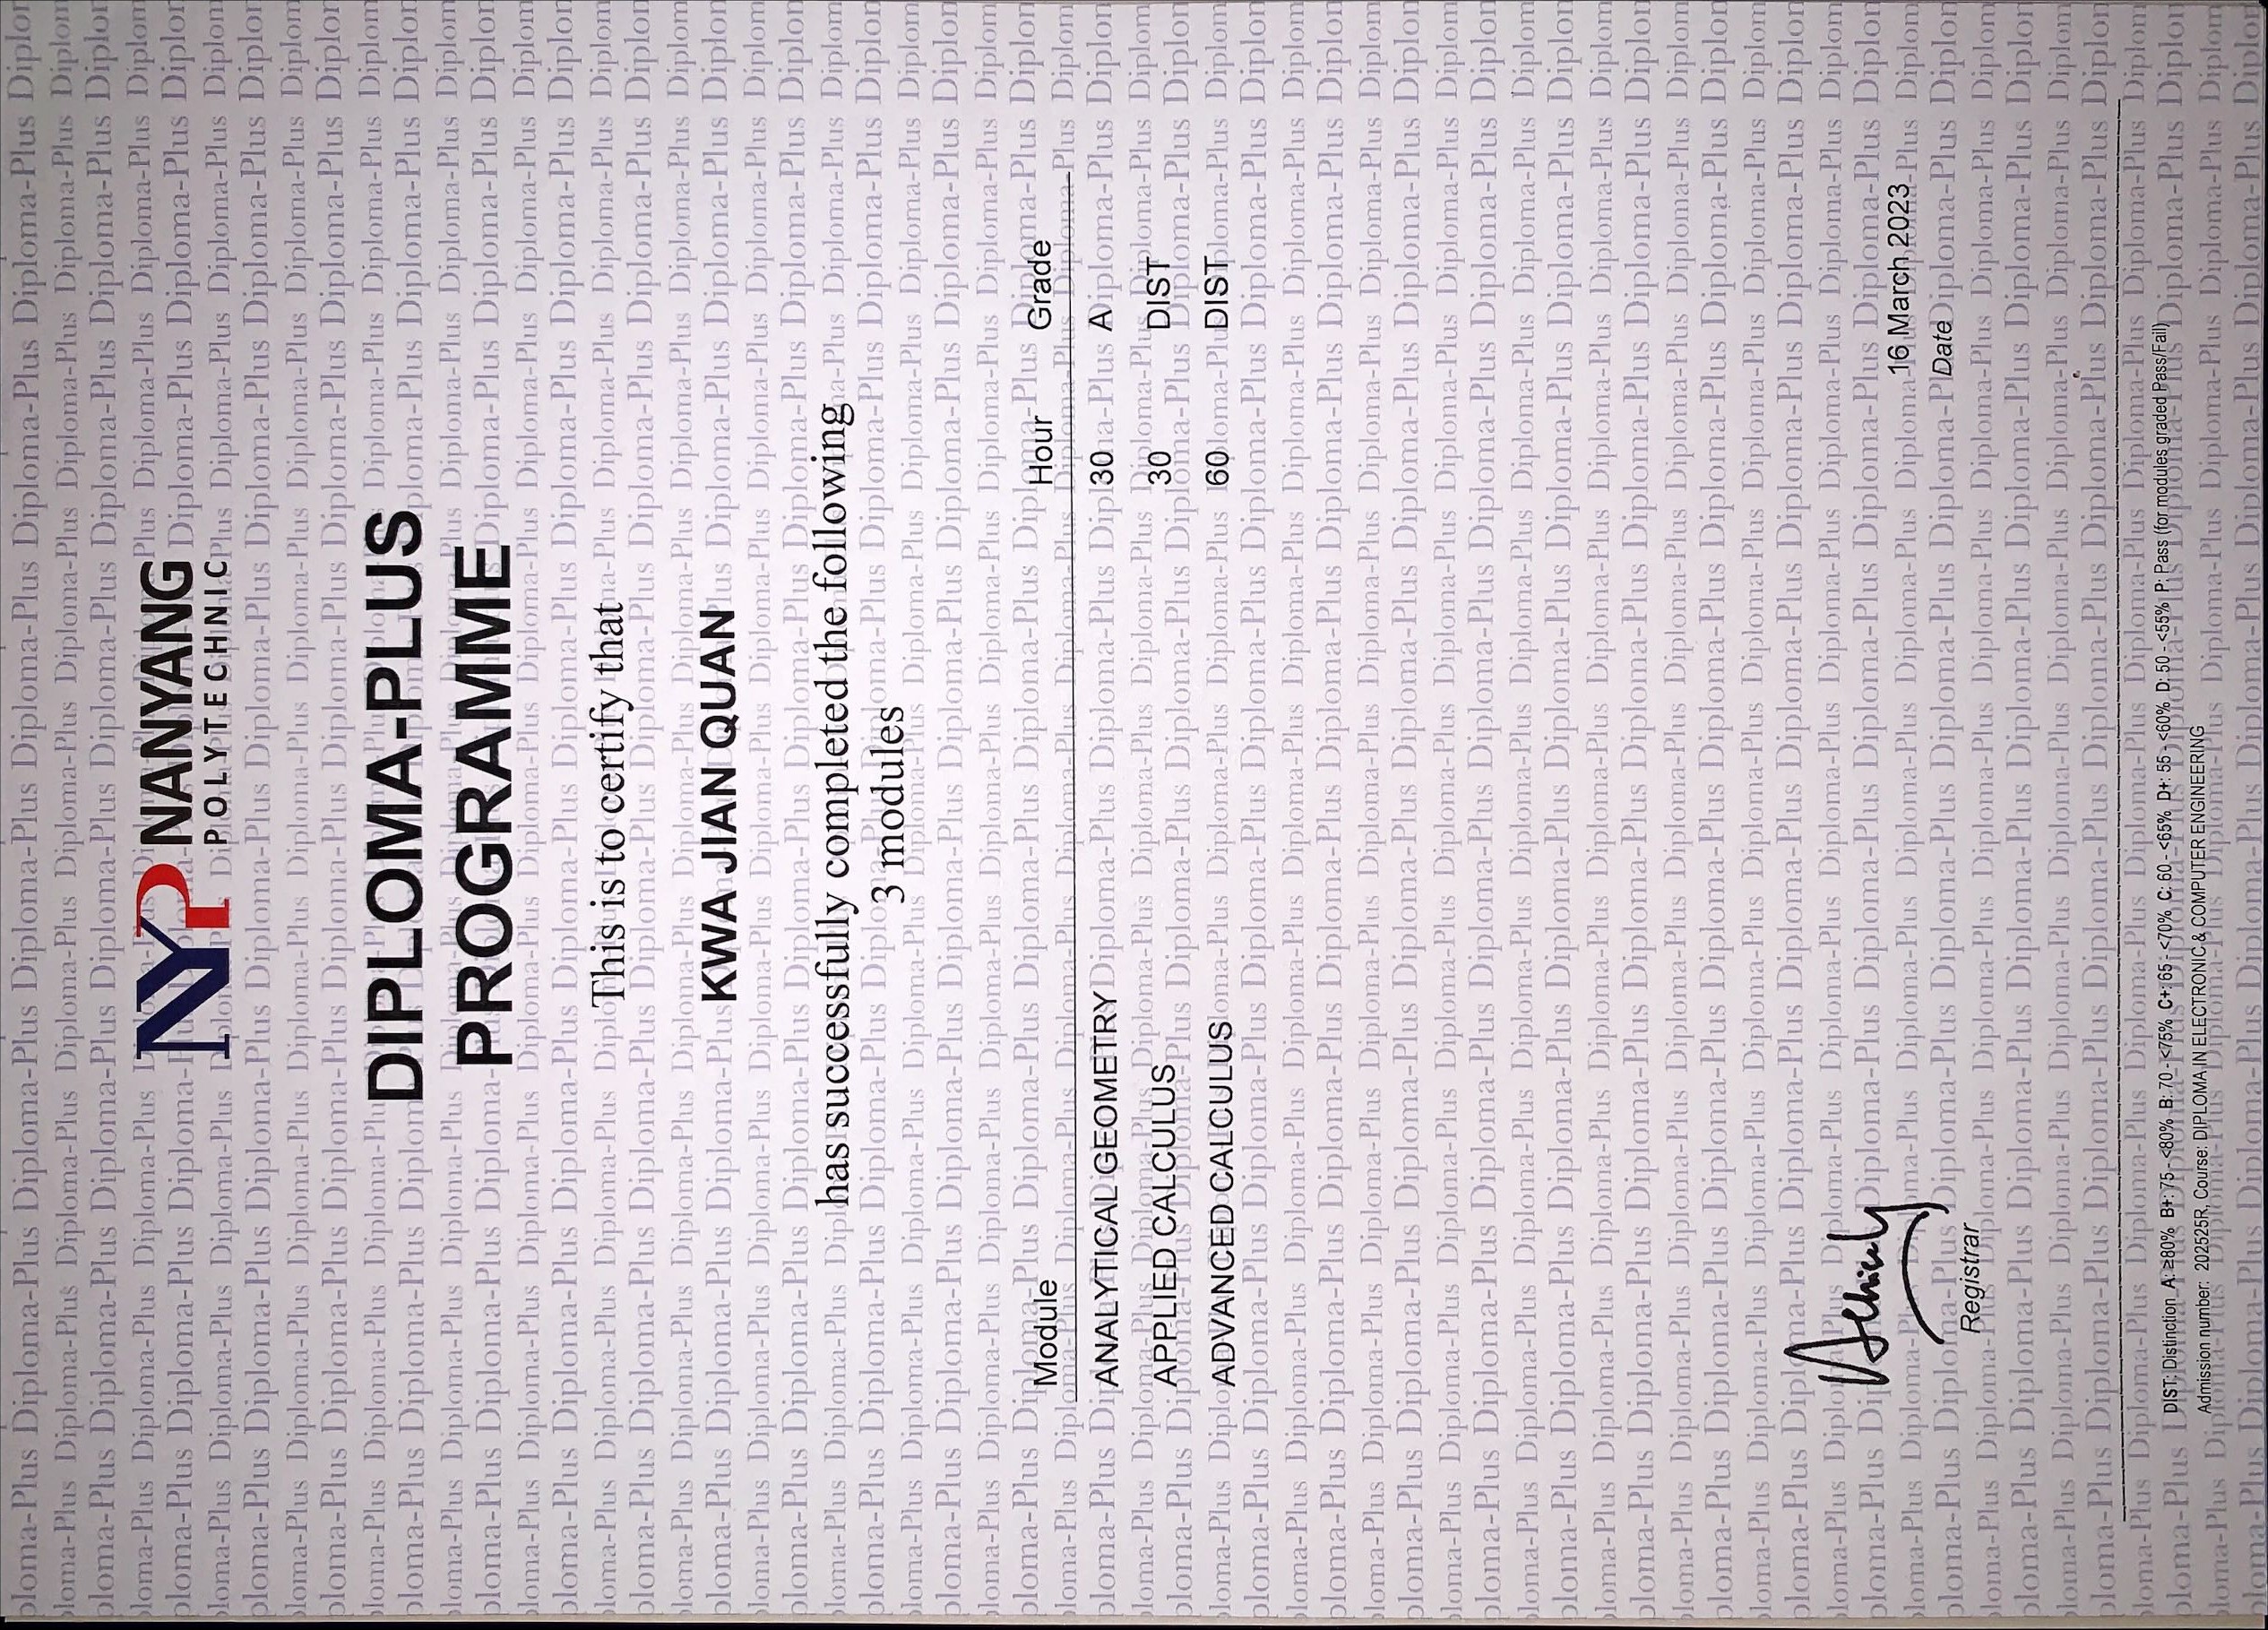 NYP NANYANG
POLYTECHNIC
DIPLOMA-PLUS
PROGRAMME
This is to certify that
KWA JIAN QUAN
has successfully completed the following
3 modules
Module Hour Grade
ANALYTICAL GEOMETRY 30 A
APPLIED CALCULUS 30 DIST
ADVANCED CALCULUS 60 DIST
16 March 2023
Date
Registrar
DIST: Distinction A: ≥80% B+: 75 - <80% B: 70 - <75% C+: 65 - <70% C: 60 - <65% D+: 55 - <60% D: 50 - <55% P: Pass (for modules graded Pass/Fail)
Admission number: 202525R, Course: DIPLOMA IN ELECTRONIC & COMPUTER ENGINEERING